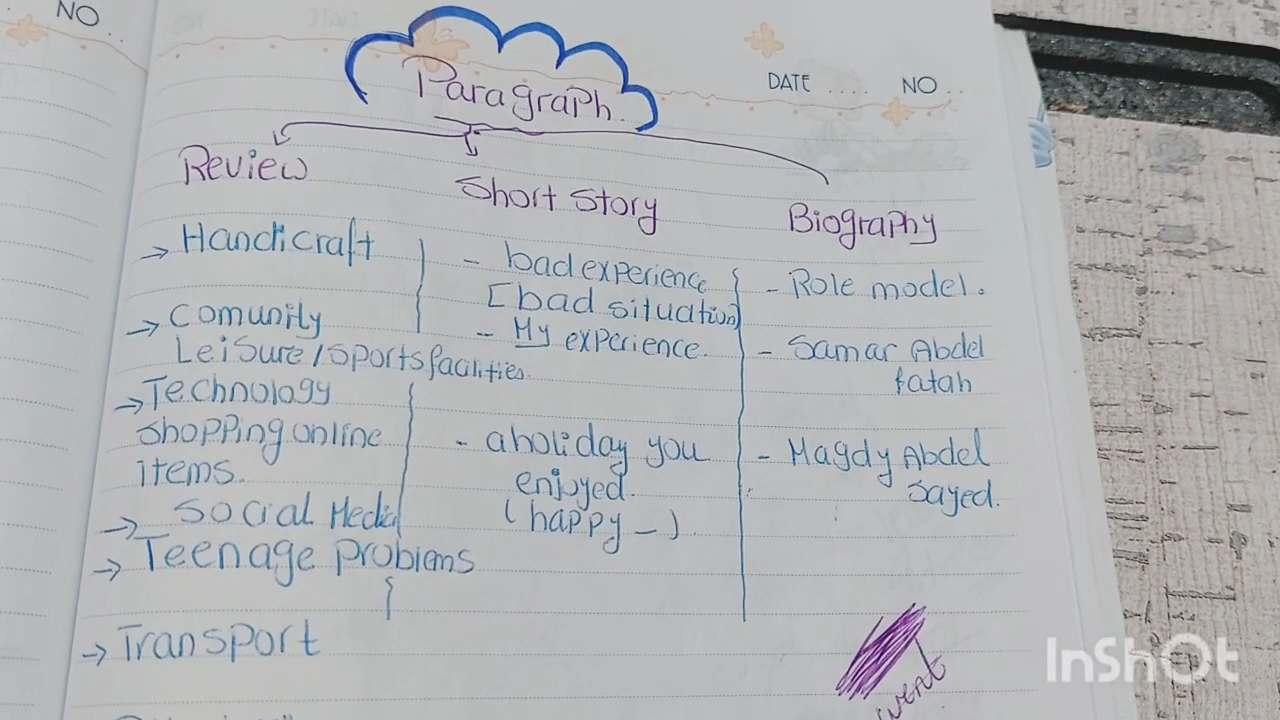 NO ..
DATE .... NO ..
Paragraph.
Review
Handicraft
Comunity
Leisure / sports facilities.
Technology
shopping online
items.
Social Media
Teenage problems
Transport
Short Story
- bad experience
[bad situation]
- My experience.
- a holiday you
enjoyed.
(happy _)
Biography
- Role model.
- Samar Abdel
fatah
- Magdy Abdel
Sayed.
went
InShOt